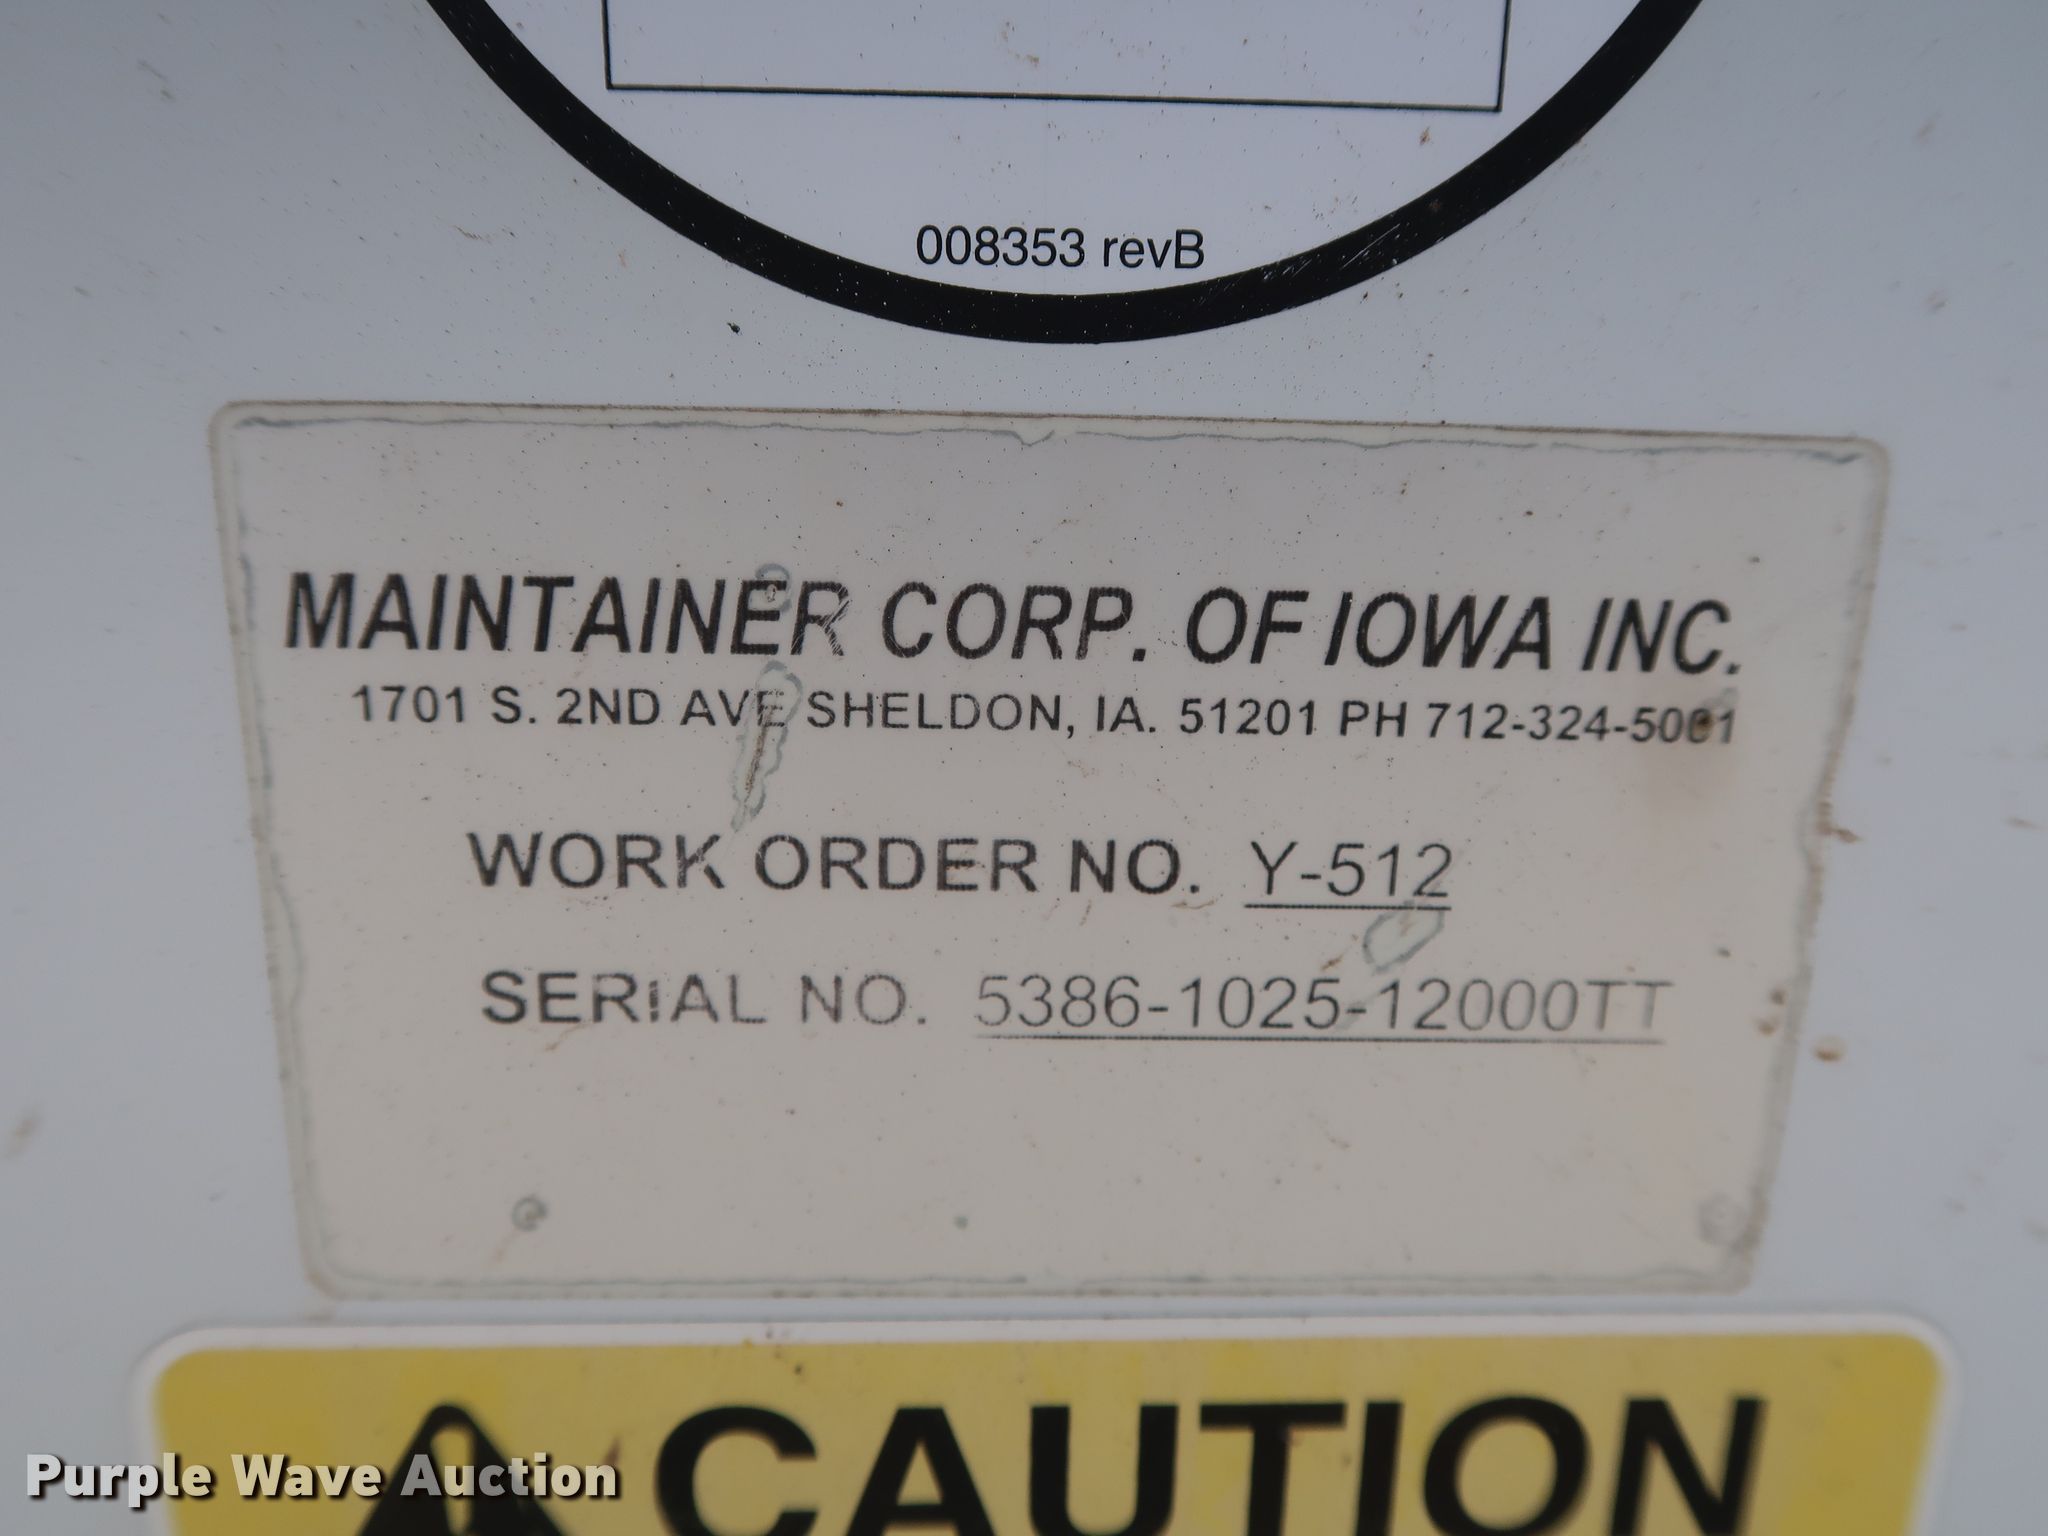 008353 revB
MAINTAINER CORP. OF IOWA INC.
1701 S. 2ND AVE SHELDON, IA. 51201 PH 712-324-5001
WORK ORDER NO. Y-512
SERIAL NO. 5386-1025-12000TT
CAUTION
Purple Wave Auction